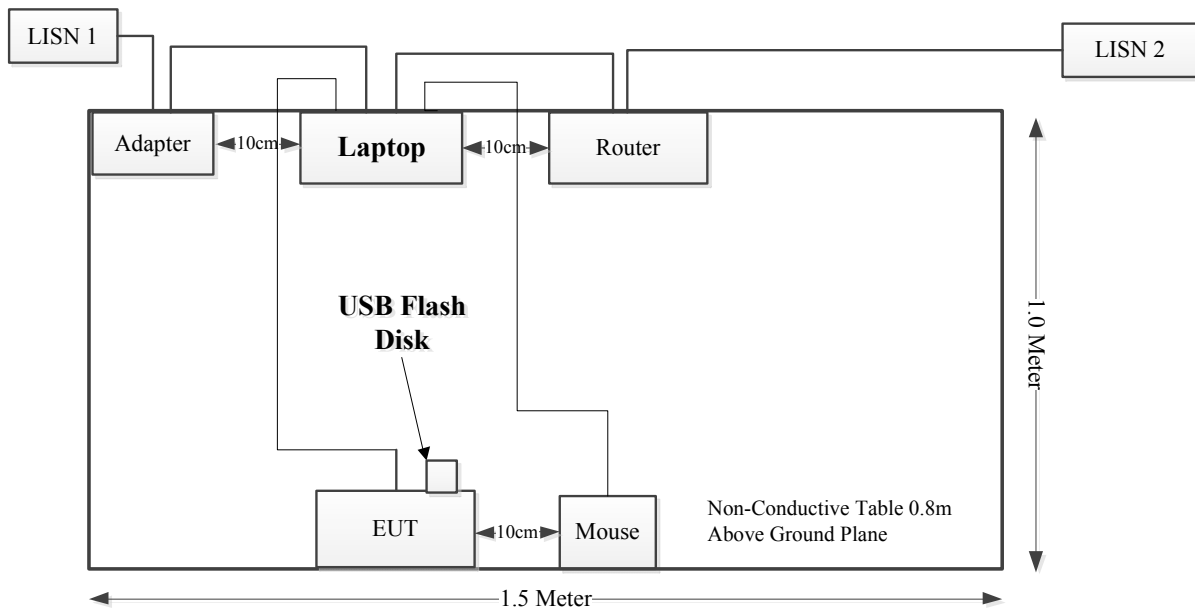 LISN 1
LISN 2
Adapter
10cm
Laptop
10cm
Router
USB Flash
Disk
1.0 Meter
EUT
10cm
Mouse
Non-Conductive Table 0.8m
Above Ground Plane
1.5 Meter